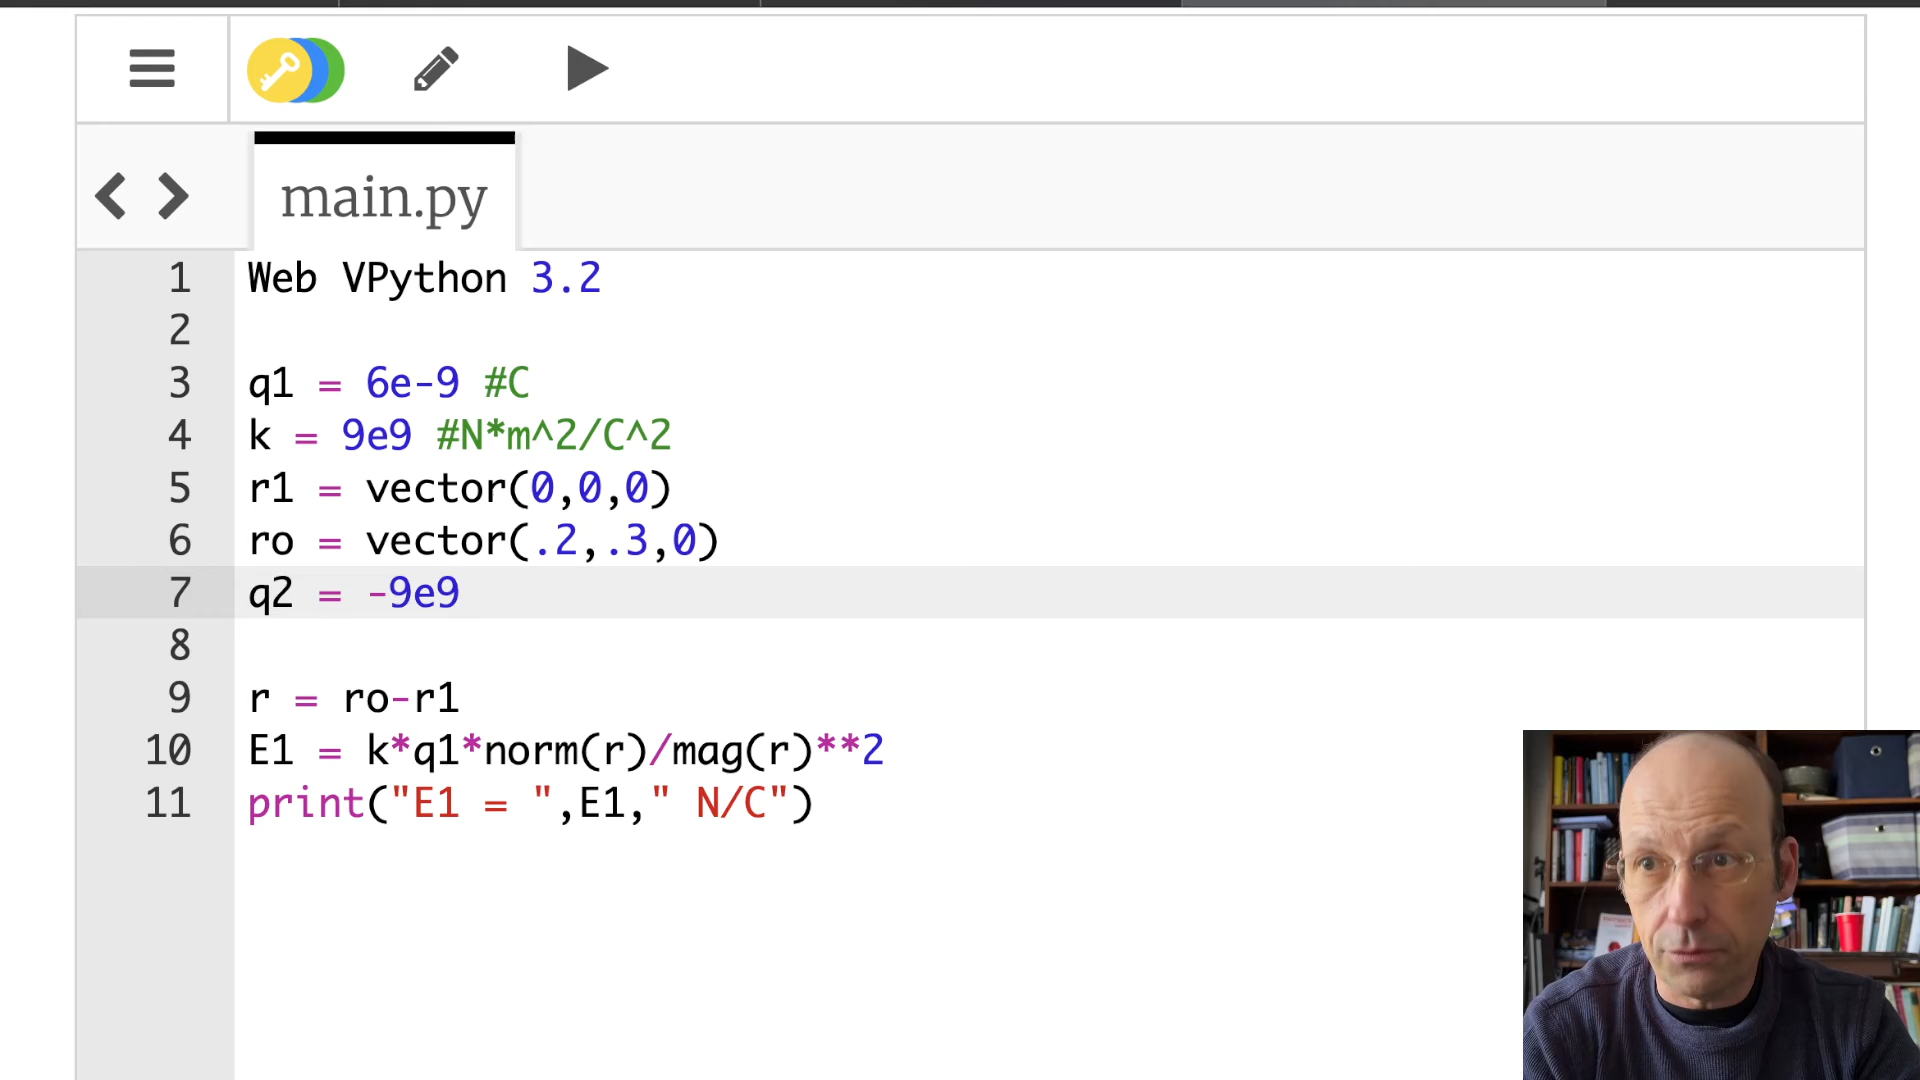 main.py
1 Web VPython 3.2
2
3 q1 = 6e-9 #C
4 k = 9e9 #N*m^2/C^2
5 r1 = vector(0,0,0)
6 ro = vector(.2,.3,0)
7 q2 = -9e9
8
9 r = ro-r1
10 E1 = k*q1*norm(r)/mag(r)**2
11 print("E1 = ",E1," N/C")